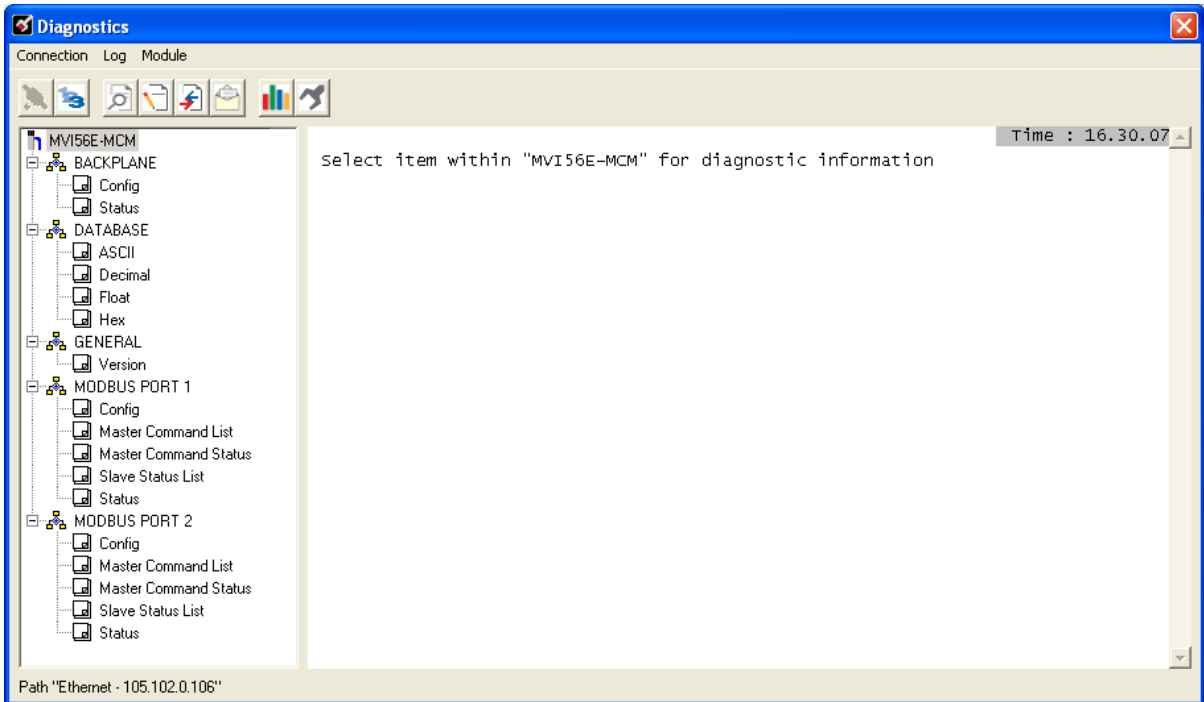 Diagnostics
Connection Log Module
MVI56E-MCM
BACKPLANE
Config
Status
DATABASE
ASCII
Decimal
Float
Hex
GENERAL
Version
MODBUS PORT 1
Config
Master Command List
Master Command Status
Slave Status List
Status
MODBUS PORT 2
Config
Master Command List
Master Command Status
Slave Status List
Status
Time : 16.30.07
Select item within "MVI56E-MCM" for diagnostic information
Path "Ethernet - 105.102.0.106"